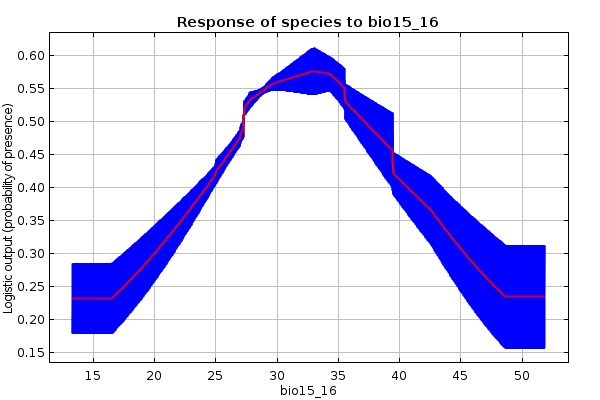 Response of species to bio15_16
Logistic output (probability of presence)
0.60
0.55
0.50
0.45
0.40
0.35
0.30
0.25
0.20
0.15
15 20 25 30 35 40 45 50
bio15_16